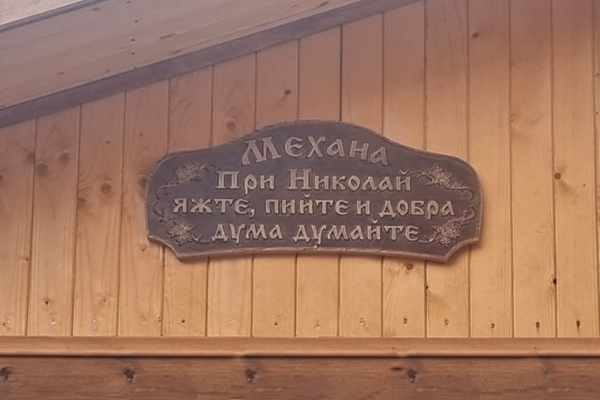 Механа
При Николай
яжте, пийте и добра
дума думайте